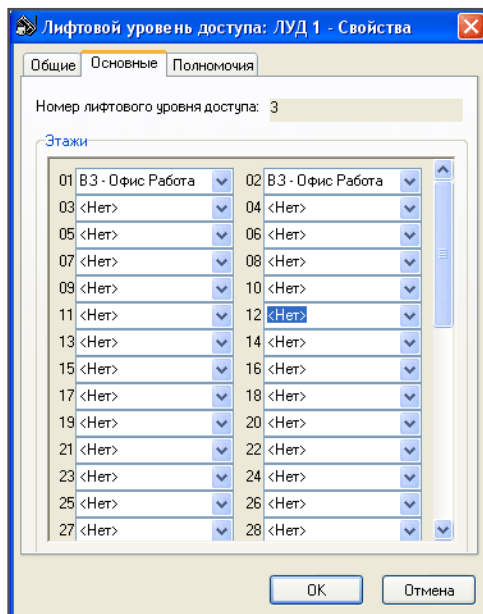 Лифтовой уровень доступа: ЛУД 1 - Свойства
Общие Основные Полномочия
Номер лифтового уровня доступа: 3
Этажи
01 ВЗ - Офис Работа 02 ВЗ - Офис Работа
03 <Нет> 04 <Нет>
05 <Нет> 06 <Нет>
07 <Нет> 08 <Нет>
09 <Нет> 10 <Нет>
11 <Нет> 12 <Нет>
13 <Нет> 14 <Нет>
15 <Нет> 16 <Нет>
17 <Нет> 18 <Нет>
19 <Нет> 20 <Нет>
21 <Нет> 22 <Нет>
23 <Нет> 24 <Нет>
25 <Нет> 26 <Нет>
27 <Нет> 28 <Нет>
OK Отмена